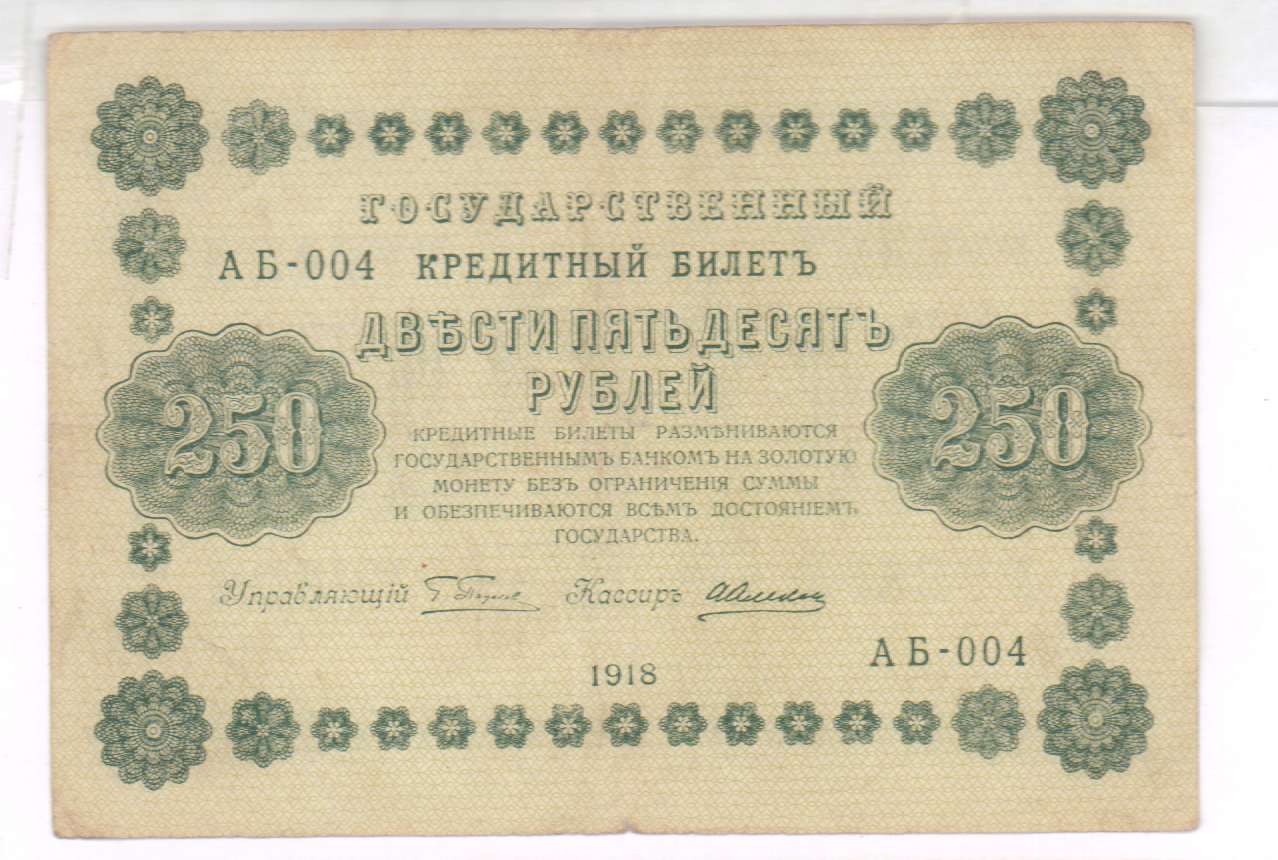 ГОСУДАРСТВЕННЫЙ
АБ-004 КРЕДИТНЫЙ БИЛЕТЪ
ДВѢСТИ ПЯТЬДЕСЯТЪ
РУБЛЕЙ
250
250
КРЕДИТНЫЕ БИЛЕТЫ РАЗМѢНИВАЮТСЯ
ГОСУДАРСТВЕННЫМЪ БАНКОМЪ НА ЗОЛОТУЮ
МОНЕТУ БЕЗЪ ОГРАНИЧЕНІЯ СУММЫ
И ОБЕЗПЕЧИВАЮТСЯ ВСѢМЪ ДОСТОЯНІЕМЪ
ГОСУДАРСТВА.
Управляющій Кассиръ
АБ-004
1918